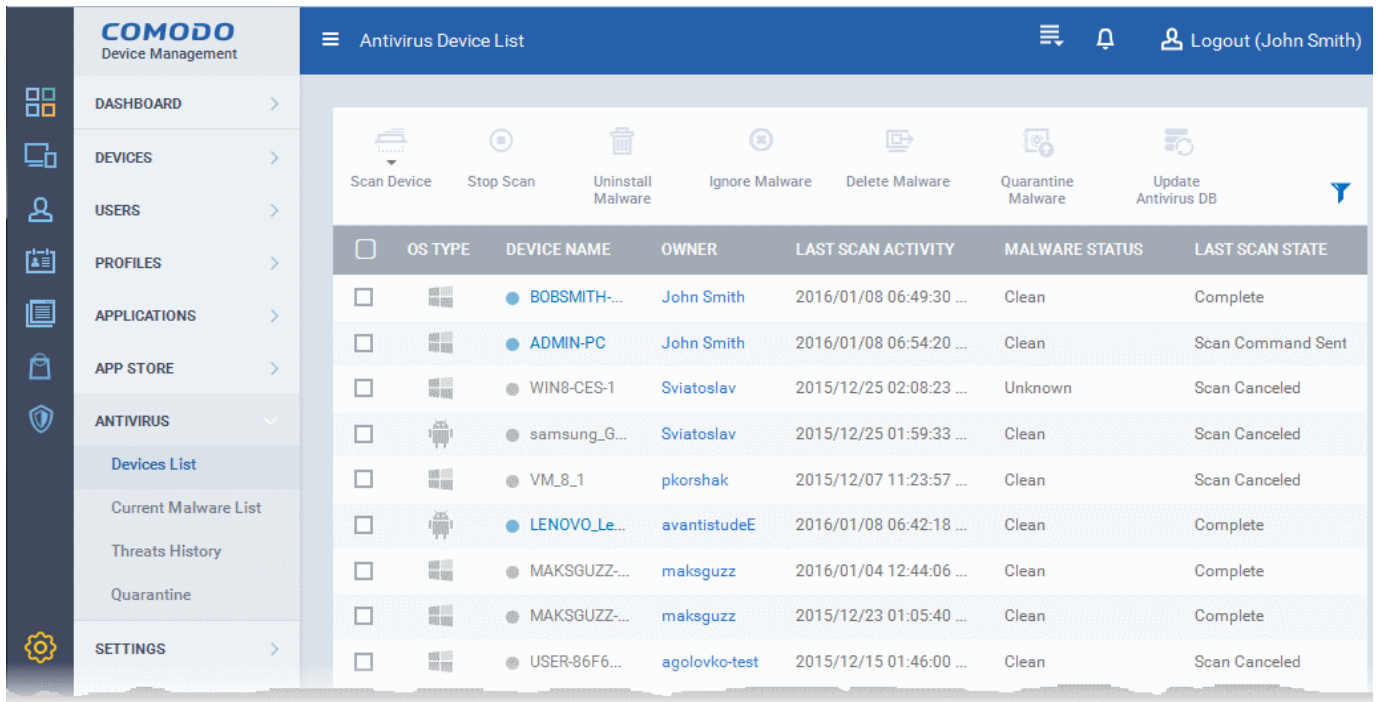 COMODO
Device Management
Antivirus Device List
Logout (John Smith)
DASHBOARD
DEVICES
USERS
PROFILES
APPLICATIONS
APP STORE
ANTIVIRUS
Devices List
Current Malware List
Threats History
Quarantine
SETTINGS
Scan Device
Stop Scan
Uninstall
Malware
Ignore Malware
Delete Malware
Quarantine
Malware
Update
Antivirus DB
OS TYPE DEVICE NAME OWNER LAST SCAN ACTIVITY MALWARE STATUS LAST SCAN STATE
BOBSMITH-... John Smith 2016/01/08 06:49:30 ... Clean Complete
ADMIN-PC John Smith 2016/01/08 06:54:20 ... Clean Scan Command Sent
WIN8-CES-1 Sviatoslav 2015/12/25 02:08:23 ... Unknown Scan Canceled
samsung_G... Sviatoslav 2015/12/25 01:59:33 ... Clean Scan Canceled
VM_8_1 pkorshak 2015/12/07 11:23:57 ... Clean Scan Canceled
LENOVO_Le... avantistudeE 2016/01/08 06:42:18 ... Clean Complete
MAKSGUZZ-... maksguzz 2016/01/04 12:44:06 ... Clean Complete
MAKSGUZZ-... maksguzz 2015/12/23 01:05:40 ... Clean Complete
USER-86F6... agolovko-test 2015/12/15 01:46:00 ... Clean Scan Canceled